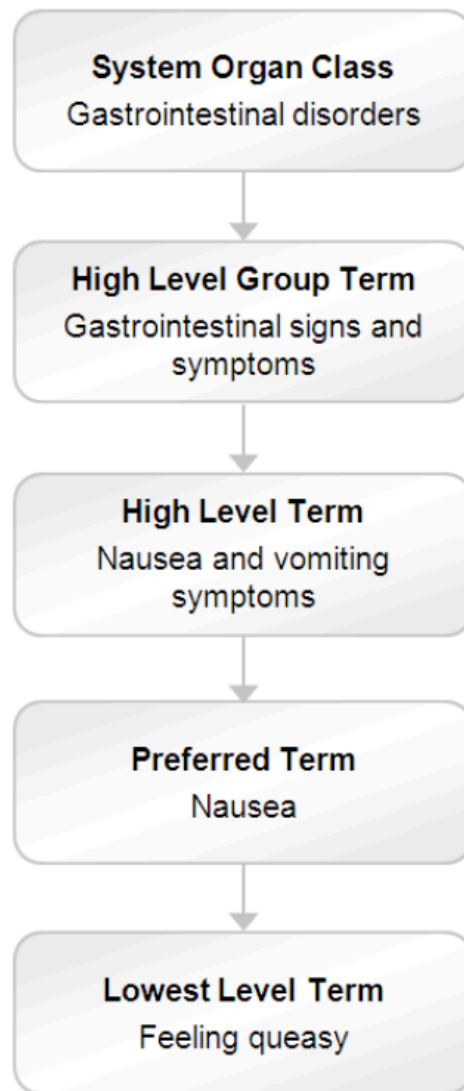 System Organ Class
Gastrointestinal disorders
High Level Group Term
Gastrointestinal signs and
symptoms
High Level Term
Nausea and vomiting
symptoms
Preferred Term
Nausea
Lowest Level Term
Feeling queasy